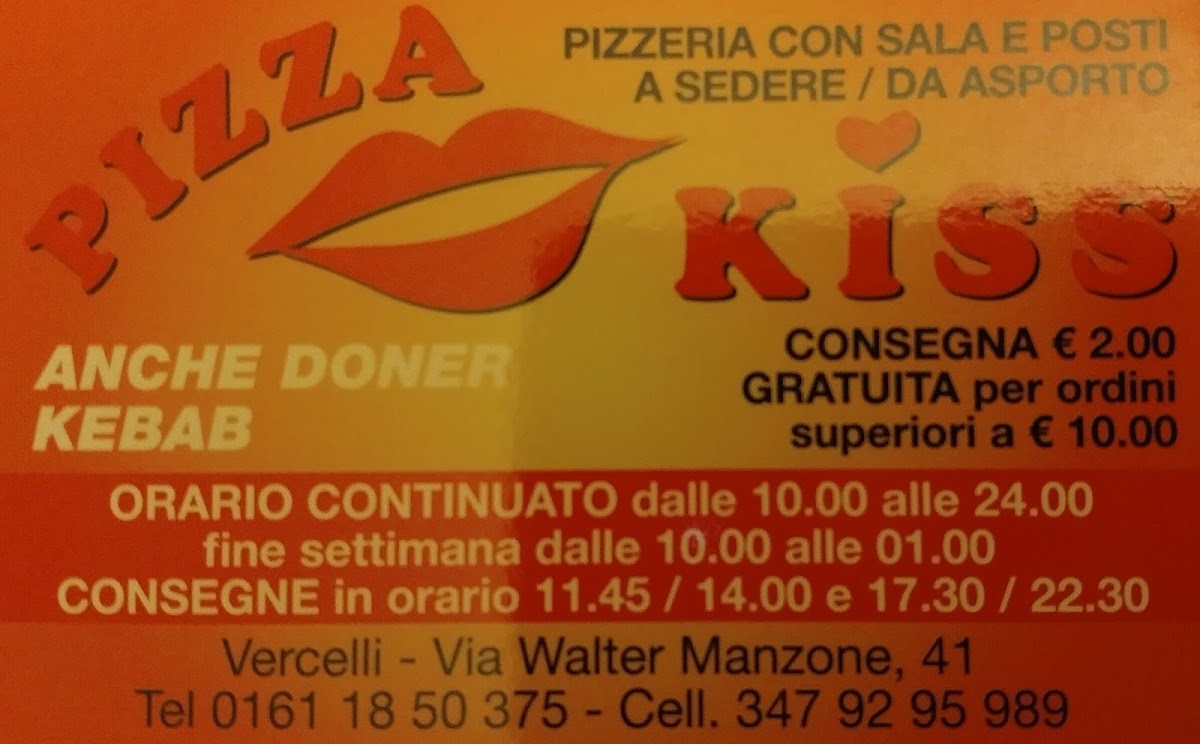 PIZZA
PIZZERIA CON SALA E POSTI
A SEDERE / DA ASPORTO
KiSS
ANCHE DONER
KEBAB
CONSEGNA € 2.00
GRATUITA per ordini
superiori a € 10.00
ORARIO CONTINUATO dalle 10.00 alle 24.00
fine settimana dalle 10.00 alle 01.00
CONSEGNE in orario 11.45 / 14.00 e 17.30 / 22.30
Vercelli - Via Walter Manzone, 41
Tel 0161 18 50 375 - Cell. 347 92 95 989